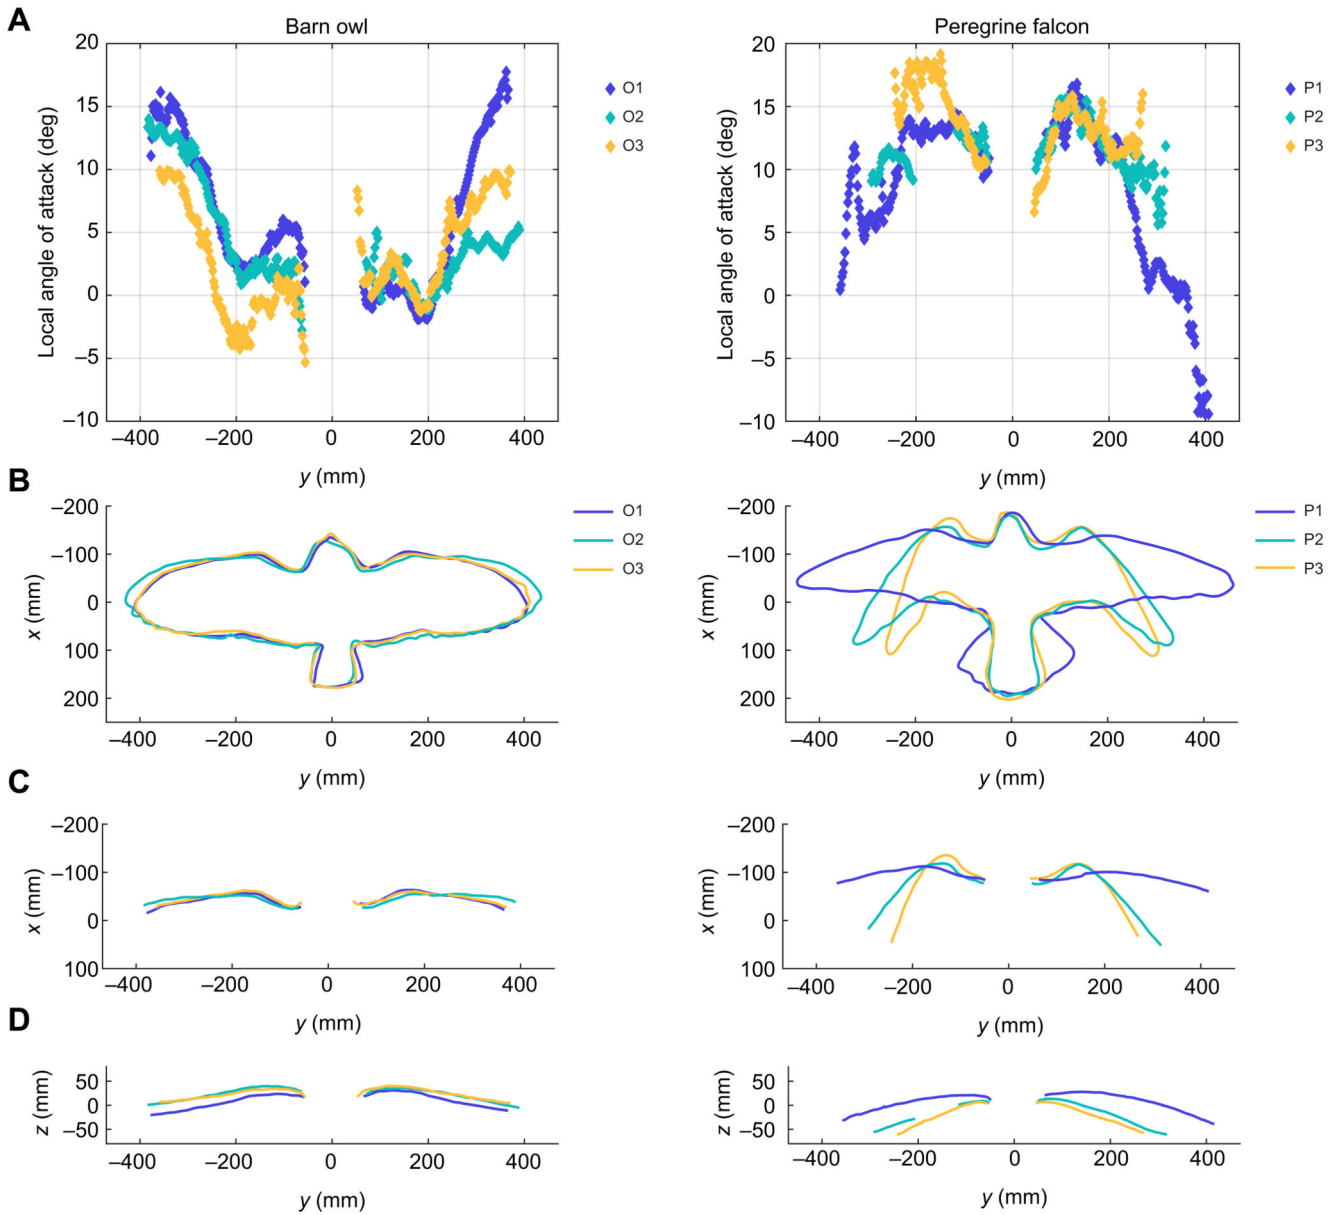 A
Barn owl
Peregrine falcon
Local angle of attack (deg)
20
15
10
5
0
–5
–10
–400
–200
0
200
400
y (mm)
O1
O2
O3
Local angle of attack (deg)
20
15
10
5
0
–5
–10
–400
–200
0
200
400
y (mm)
P1
P2
P3
B
x (mm)
–200
–100
0
100
200
–400
–200
0
200
400
y (mm)
O1
O2
O3
x (mm)
–200
–100
0
100
200
–400
–200
0
200
400
y (mm)
P1
P2
P3
C
x (mm)
–200
–100
0
100
–400
–200
0
200
400
y (mm)
x (mm)
–200
–100
0
100
–400
–200
0
200
400
y (mm)
D
z (mm)
50
0
–50
–400
–200
0
200
400
y (mm)
z (mm)
50
0
–50
–400
–200
0
200
400
y (mm)